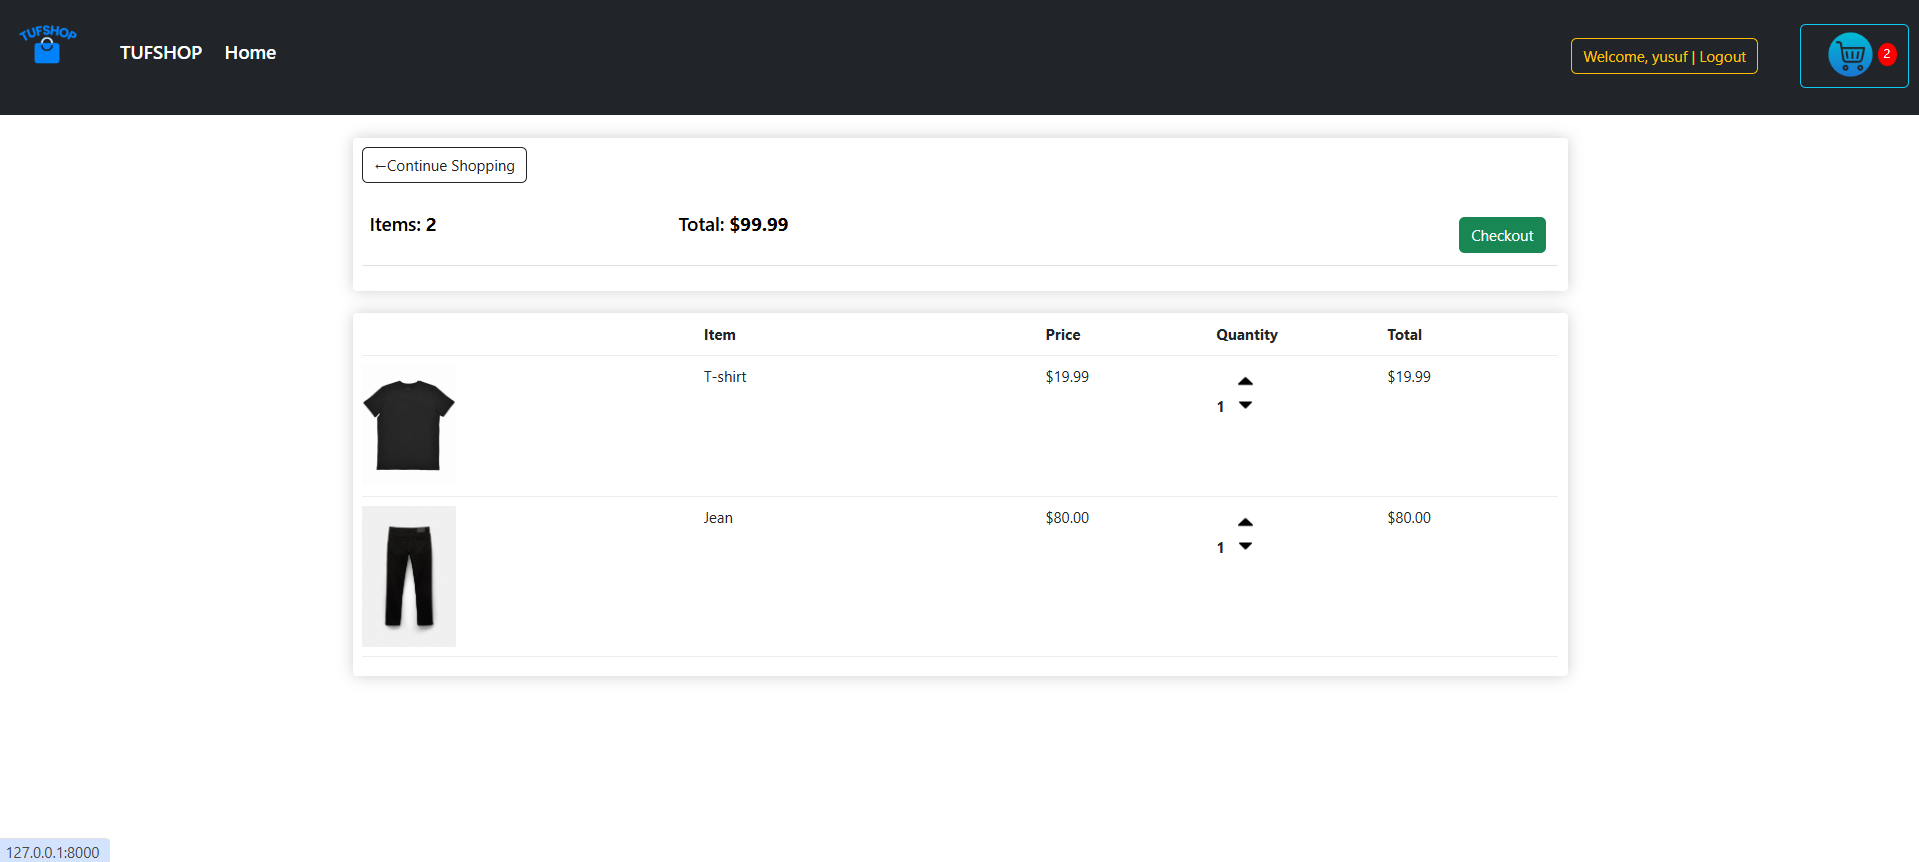 TUFSHOP
TUFSHOP Home
Welcome, yusuf | Logout
2
←Continue Shopping
Items: 2
Total: $99.99
Checkout
Item Price Quantity Total
T-shirt $19.99 1 $19.99
Jean $80.00 1 $80.00
127.0.0.1:8000